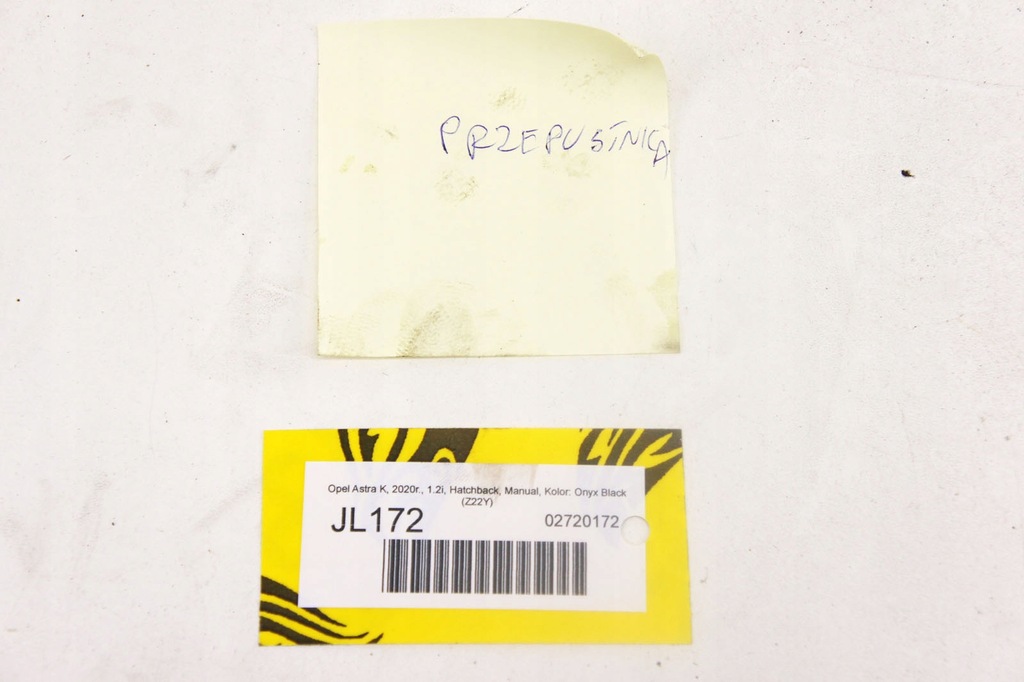 PRZEPUSTNICA
Opel Astra K, 2020r., 1.2i, Hatchback, Manual, Kolor: Onyx Black
(Z22Y)
JL172 02720172